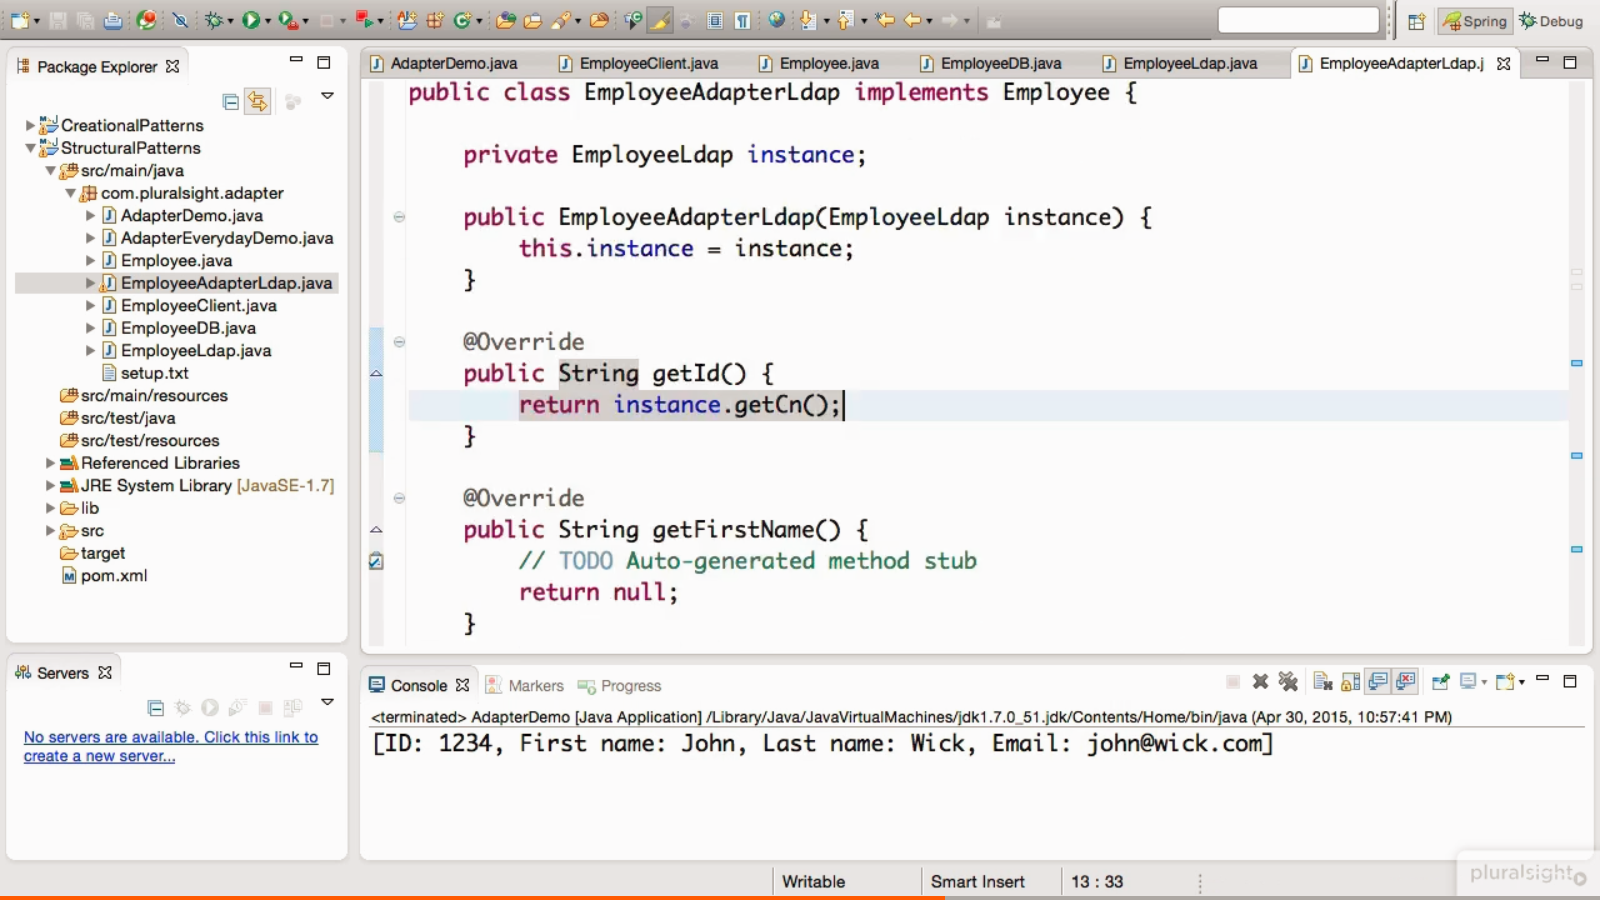 Spring
Debug
Package Explorer
CreationalPatterns
StructuralPatterns
src/main/java
com.pluralsight.adapter
AdapterDemo.java
AdapterEverydayDemo.java
Employee.java
EmployeeAdapterLdap.java
EmployeeClient.java
EmployeeDB.java
EmployeeLdap.java
setup.txt
src/main/resources
src/test/java
src/test/resources
Referenced Libraries
JRE System Library [JavaSE-1.7]
lib
src
target
pom.xml
Servers
No servers are available. Click this link to
create a new server...
AdapterDemo.java EmployeeClient.java Employee.java EmployeeDB.java EmployeeLdap.java EmployeeAdapterLdap.j
public class EmployeeAdapterLdap implements Employee {
private EmployeeLdap instance;
public EmployeeAdapterLdap(EmployeeLdap instance) {
this.instance = instance;
}
@Override
public String getId() {
return instance.getCn();
}
@Override
public String getFirstName() {
// TODO Auto-generated method stub
return null;
}
Console Markers Progress
<terminated> AdapterDemo [Java Application] /Library/Java/JavaVirtualMachines/jdk1.7.0_51.jdk/Contents/Home/bin/java (Apr 30, 2015, 10:57:41 PM)
[ID: 1234, First name: John, Last name: Wick, Email: john@wick.com]
Writable Smart Insert 13 : 33
pluralsight